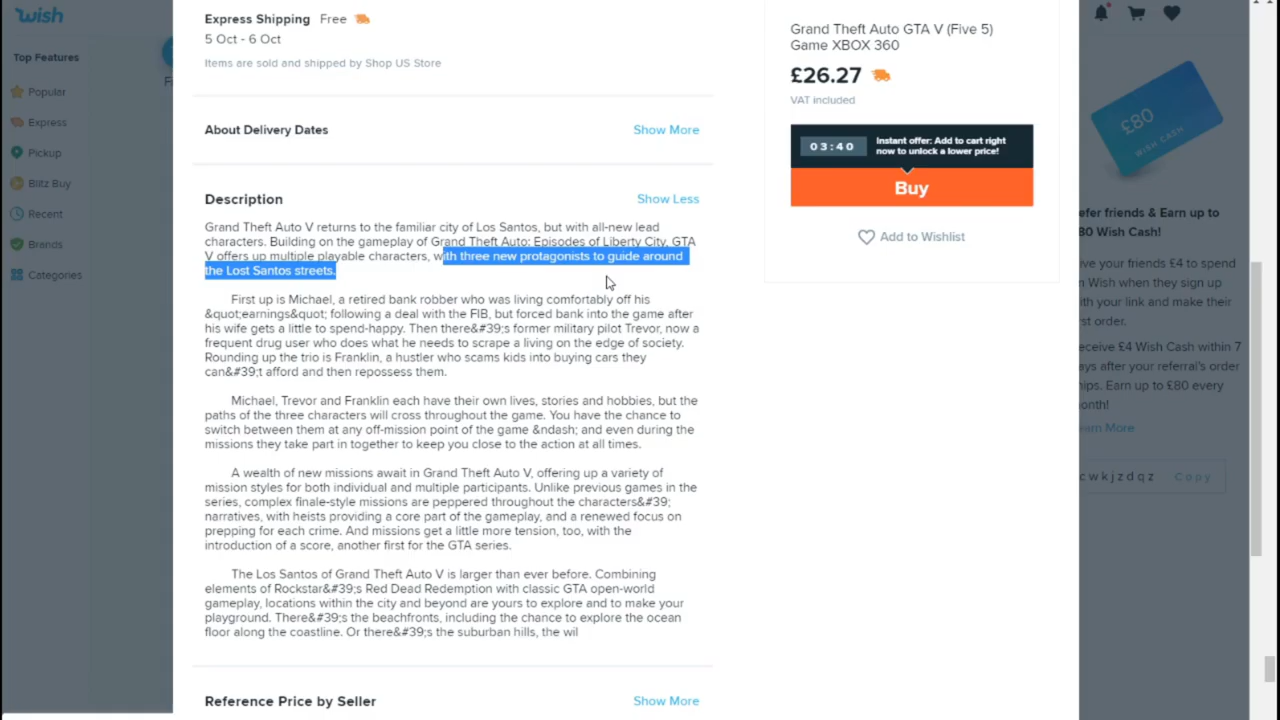 wish
Top Features
Popular
Express
Pickup
Blitz Buy
Recent
Brands
Categories
Express Shipping Free
5 Oct - 6 Oct
Items are sold and shipped by Shop US Store
About Delivery Dates
Show More
Description
Show Less
Grand Theft Auto V returns to the familiar city of Los Santos, but with all-new lead
characters. Building on the gameplay of Grand Theft Auto: Episodes of Liberty City, GTA
V offers up multiple playable characters, with three new protagonists to guide around
the Lost Santos streets.
First up is Michael, a retired bank robber who was living comfortably off his
&quot;earnings&quot; following a deal with the FIB, but forced bank into the game after
his wife gets a little to spend-happy. Then there&#39;s former military pilot Trevor, now a
frequent drug user who does what he needs to scrape a living on the edge of society.
Rounding up the trio is Franklin, a hustler who scams kids into buying cars they
can&#39;t afford and then repossess them.
Michael, Trevor and Franklin each have their own lives, stories and hobbies, but the
paths of the three characters will cross throughout the game. You have the chance to
switch between them at any off-mission point of the game &ndash; and even during the
missions they take part in together to keep you close to the action at all times.
A wealth of new missions await in Grand Theft Auto V, offering up a variety of
mission styles for both individual and multiple participants. Unlike previous games in the
series, complex finale-style missions are peppered throughout the characters&#39;
narratives, with heists providing a core part of the gameplay, and a renewed focus on
prepping for each crime. And missions get a little more tension, too, with the
introduction of a score, another first for the GTA series.
The Los Santos of Grand Theft Auto V is larger than ever before. Combining
elements of Rockstar&#39;s Red Dead Redemption with classic GTA open-world
gameplay, locations within the city and beyond are yours to explore and to make your
playground. There&#39;s the beachfronts, including the chance to explore the ocean
floor along the coastline. Or there&#39;s the suburban hills, the wil
Reference Price by Seller
Show More
Grand Theft Auto GTA V (Five 5)
Game XBOX 360
£26.27
VAT included
03:40
Instant offer: Add to cart right
now to unlock a lower price!
Buy
Add to Wishlist
£80
WISH CASH
efer friends & Earn up to
80 Wish Cash!
ive your friends £4 to spend
n Wish when they sign up
ith your link and make their
rst order.
eceive £4 Wish Cash within 7
ays after your referral's order
hips. Earn up to £80 every
onth!
earn More
cwkjzdqz
Copy